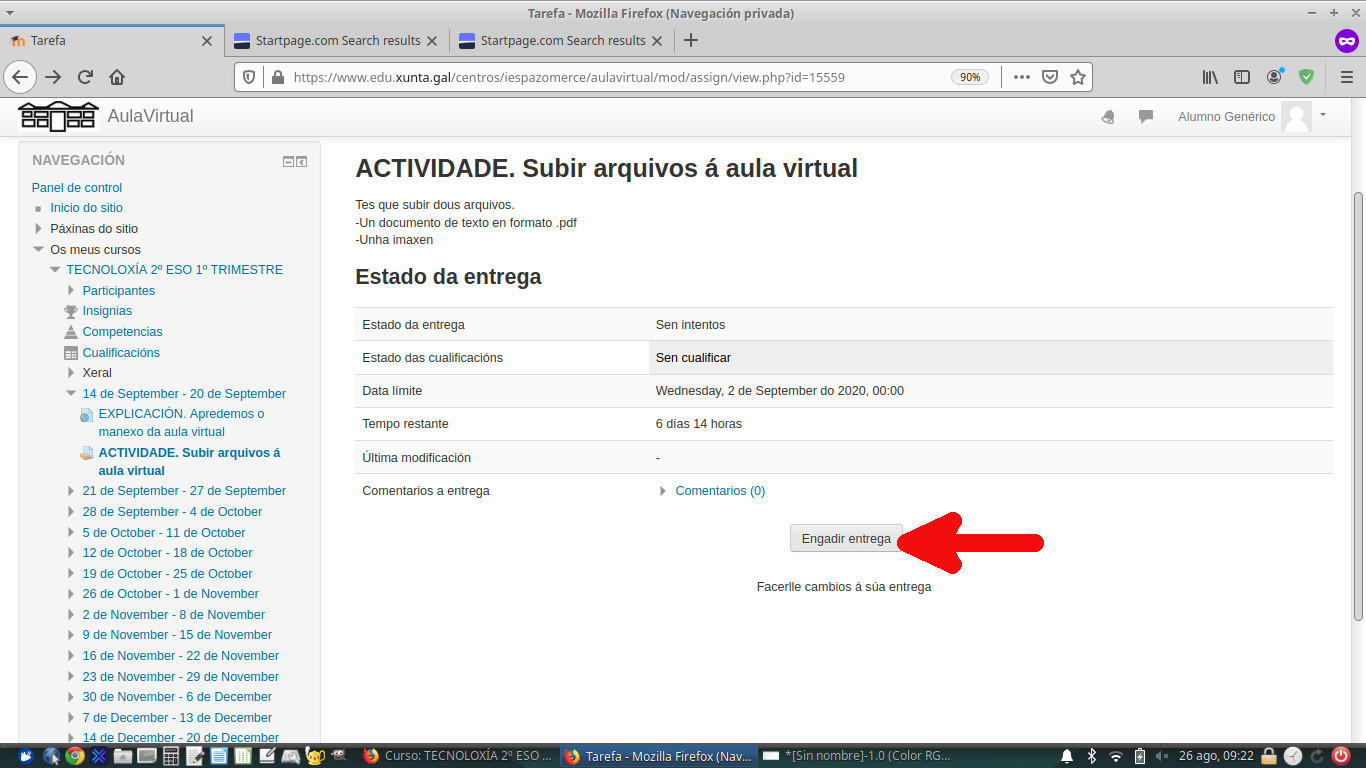 Tarefa - Mozilla Firefox (Navegación privada)
Tarefa
Startpage.com Search results
Startpage.com Search results
https://www.edu.xunta.gal/centros/iespazomerce/aulavirtual/mod/assign/view.php?id=15559
90%
AulaVirtual
Alumno Genérico
NAVEGACIÓN
Panel de control
Inicio do sitio
Páxinas do sitio
Os meus cursos
TECNOLOXÍA 2º ESO 1º TRIMESTRE
Participantes
Insignias
Competencias
Cualificacións
Xeral
14 de September - 20 de September
EXPLICACIÓN. Apredemos o
manexo da aula virtual
ACTIVIDADE. Subir arquivos á
aula virtual
21 de September - 27 de September
28 de September - 4 de October
5 de October - 11 de October
12 de October - 18 de October
19 de October - 25 de October
26 de October - 1 de November
2 de November - 8 de November
9 de November - 15 de November
16 de November - 22 de November
23 de November - 29 de November
30 de November - 6 de December
7 de December - 13 de December
14 de December - 20 de December
ACTIVIDADE. Subir arquivos á aula virtual
Tes que subir dous arquivos.
-Un documento de texto en formato .pdf
-Unha imaxen
Estado da entrega
Estado da entrega Sen intentos
Estado das cualificacións Sen cualificar
Data límite Wednesday, 2 de September do 2020, 00:00
Tempo restante 6 días 14 horas
Última modificación -
Comentarios a entrega Comentarios (0)
Engadir entrega
Facerlle cambios á súa entrega
Curso: TECNOLOXÍA 2º ESO ...
Tarefa - Mozilla Firefox (Nav...
*[Sin nombre]-1.0 (Color RG...
26 ago, 09:22